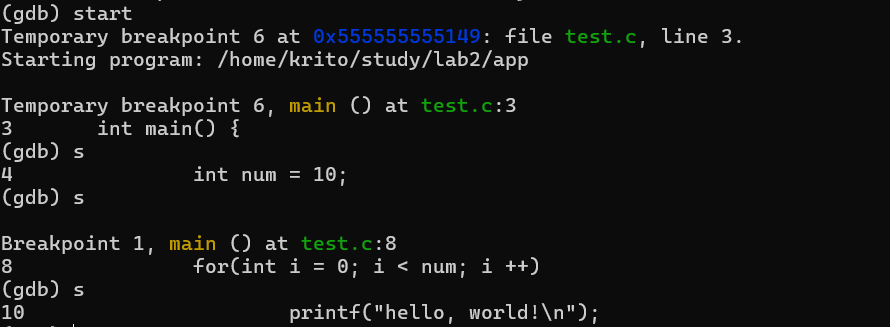 (gdb) start
Temporary breakpoint 6 at 0x555555555149: file test.c, line 3.
Starting program: /home/krito/study/lab2/app

Temporary breakpoint 6, main () at test.c:3
3       int main() {
(gdb) s
4               int num = 10;
(gdb) s

Breakpoint 1, main () at test.c:8
8               for(int i = 0; i < num; i ++)
(gdb) s
10                      printf("hello, world!\n");